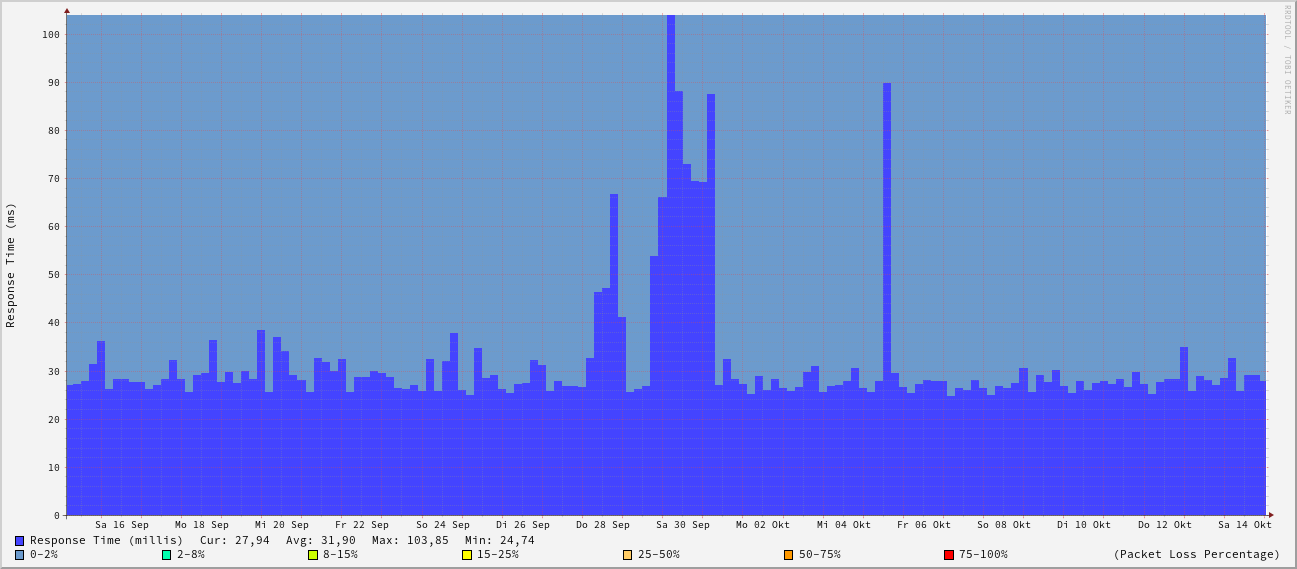 RRDTOOL / TOBI OETIKER
Response Time (ms)
100
90
80
70
60
50
40
30
20
10
0
Sa 16 Sep Mo 18 Sep Mi 20 Sep Fr 22 Sep So 24 Sep Di 26 Sep Do 28 Sep Sa 30 Sep Mo 02 Okt Mi 04 Okt Fr 06 Okt So 08 Okt Di 10 Okt Do 12 Okt Sa 14 Okt
Response Time (millis) Cur: 27,94 Avg: 31,90 Max: 103,85 Min: 24,74
0-2% 2-8% 8-15% 15-25% 25-50% 50-75% 75-100% (Packet Loss Percentage)